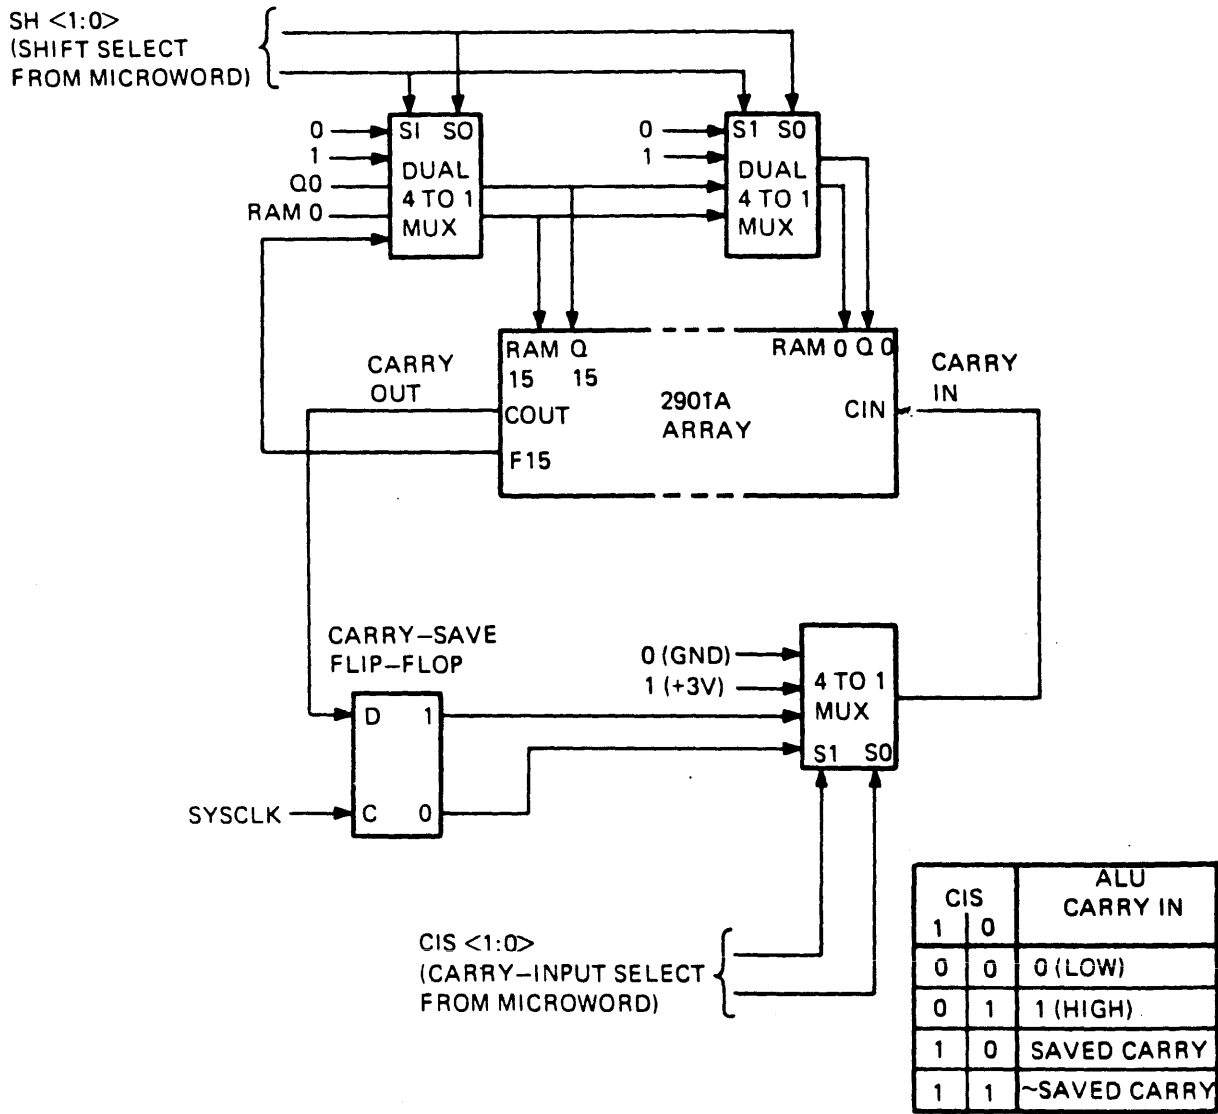 SH <1:0>
(SHIFT SELECT
FROM MICROWORD)
0
1
Q0
RAM 0
SI S0
DUAL
4 TO 1
MUX
0
1
S1 S0
DUAL
4 TO 1
MUX
CARRY
OUT
RAM Q
15 15
COUT
F15
2901A
ARRAY
RAM 0 Q 0
CIN
CARRY
IN
CARRY-SAVE
FLIP-FLOP
D 1
C 0
SYSCLK
0 (GND)
1 (+3V)
4 TO 1
MUX
S1 S0
CIS <1:0>
(CARRY-INPUT SELECT
FROM MICROWORD)
CIS
1 0
ALU
CARRY IN
0 0 0 (LOW)
0 1 1 (HIGH)
1 0 SAVED CARRY
1 1 ~SAVED CARRY